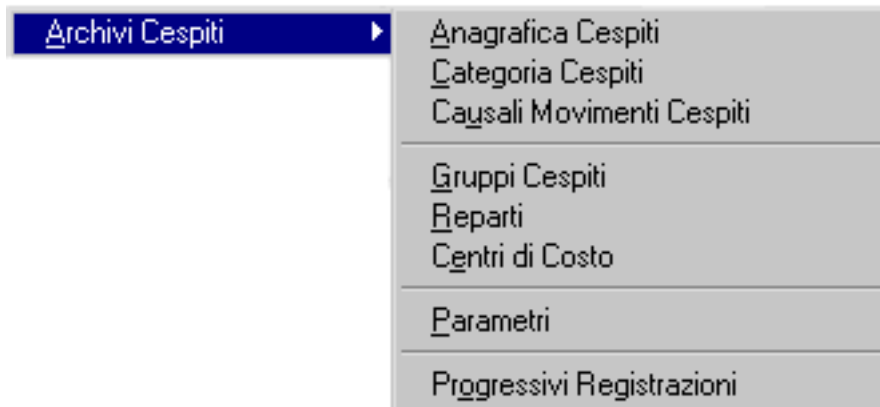 Archivi Cespiti
Anagrafica Cespiti
Categoria Cespiti
Causali Movimenti Cespiti
Gruppi Cespiti
Reparti
Centri di Costo
Parametri
Progressivi Registrazioni